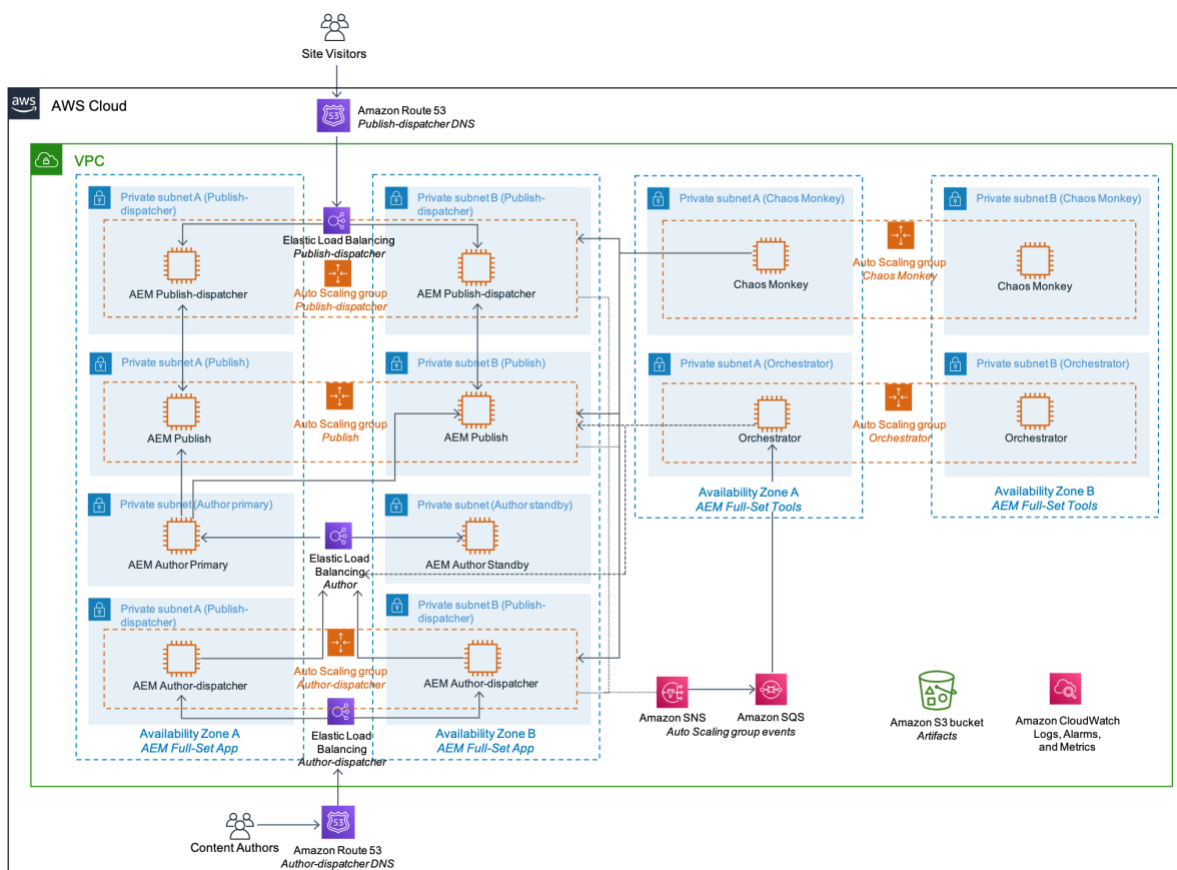 Site Visitors
aws
AWS Cloud
53
Amazon Route 53
Publish-dispatcher DNS
VPC
Private subnet A (Publish-
dispatcher)
Private subnet B (Publish-
dispatcher)
Private subnet A (Chaos Monkey)
Private subnet B (Chaos Monkey)
Elastic Load Balancing
Publish-dispatcher
AEM Publish-dispatcher
AEM Publish-dispatcher
Auto Scaling group
Publish-dispatcher
Chaos Monkey
Auto Scaling group
Chaos Monkey
Chaos Monkey
Private subnet A (Publish)
Private subnet B (Publish)
Private subnet A (Orchestrator)
Private subnet B (Orchestrator)
AEM Publish
Auto Scaling group
Publish
AEM Publish
Orchestrator
Auto Scaling group
Orchestrator
Orchestrator
Private subnet (Author primary)
Private subnet (Author standby)
Availability Zone A
AEM Full-Set Tools
Availability Zone B
AEM Full-Set Tools
AEM Author Primary
Elastic Load
Balancing
Author
AEM Author Standby
Private subnet A (Publish-
dispatcher)
Private subnet B (Publish-
dispatcher)
AEM Author-dispatcher
Auto Scaling group
Author-dispatcher
AEM Author-dispatcher
Availability Zone A
AEM Full-Set App
Elastic Load
Balancing
Author-dispatcher
Availability Zone B
AEM Full-Set App
Amazon SNS
Amazon SQS
Auto Scaling group events
Amazon S3 bucket
Artifacts
Amazon CloudWatch
Logs, Alarms,
and Metrics
Content Authors
53
Amazon Route 53
Author-dispatcher DNS